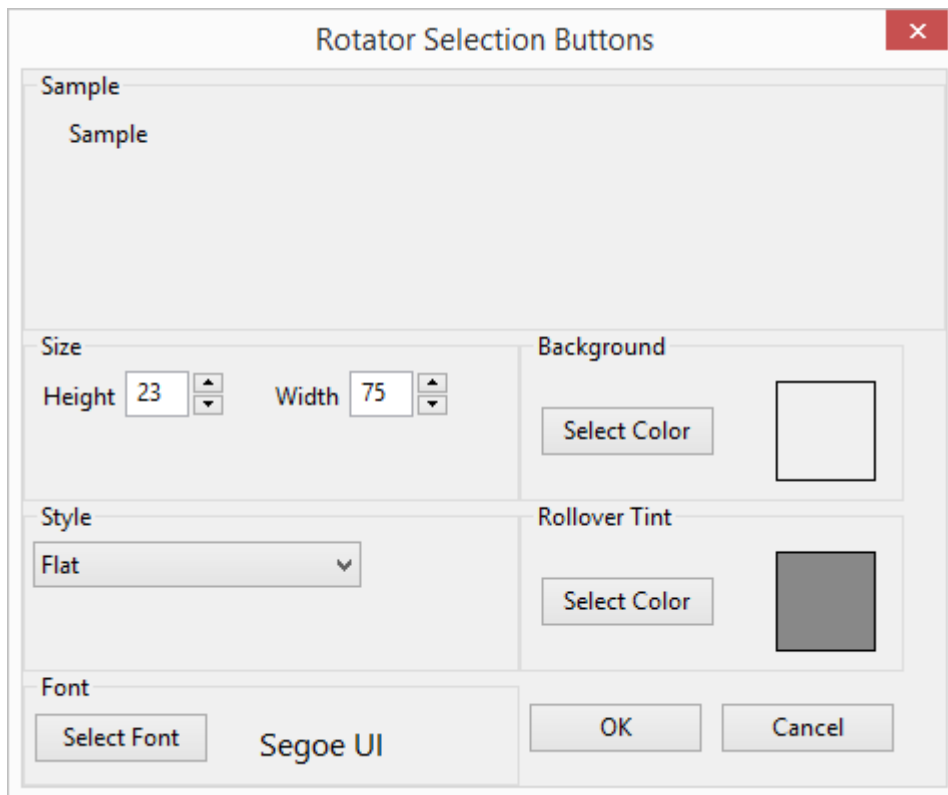 Rotator Selection Buttons
Sample
Sample
Size
Height 23 Width 75
Background
Select Color
Style
Flat
Rollover Tint
Select Color
Font
Select Font Segoe UI
OK Cancel